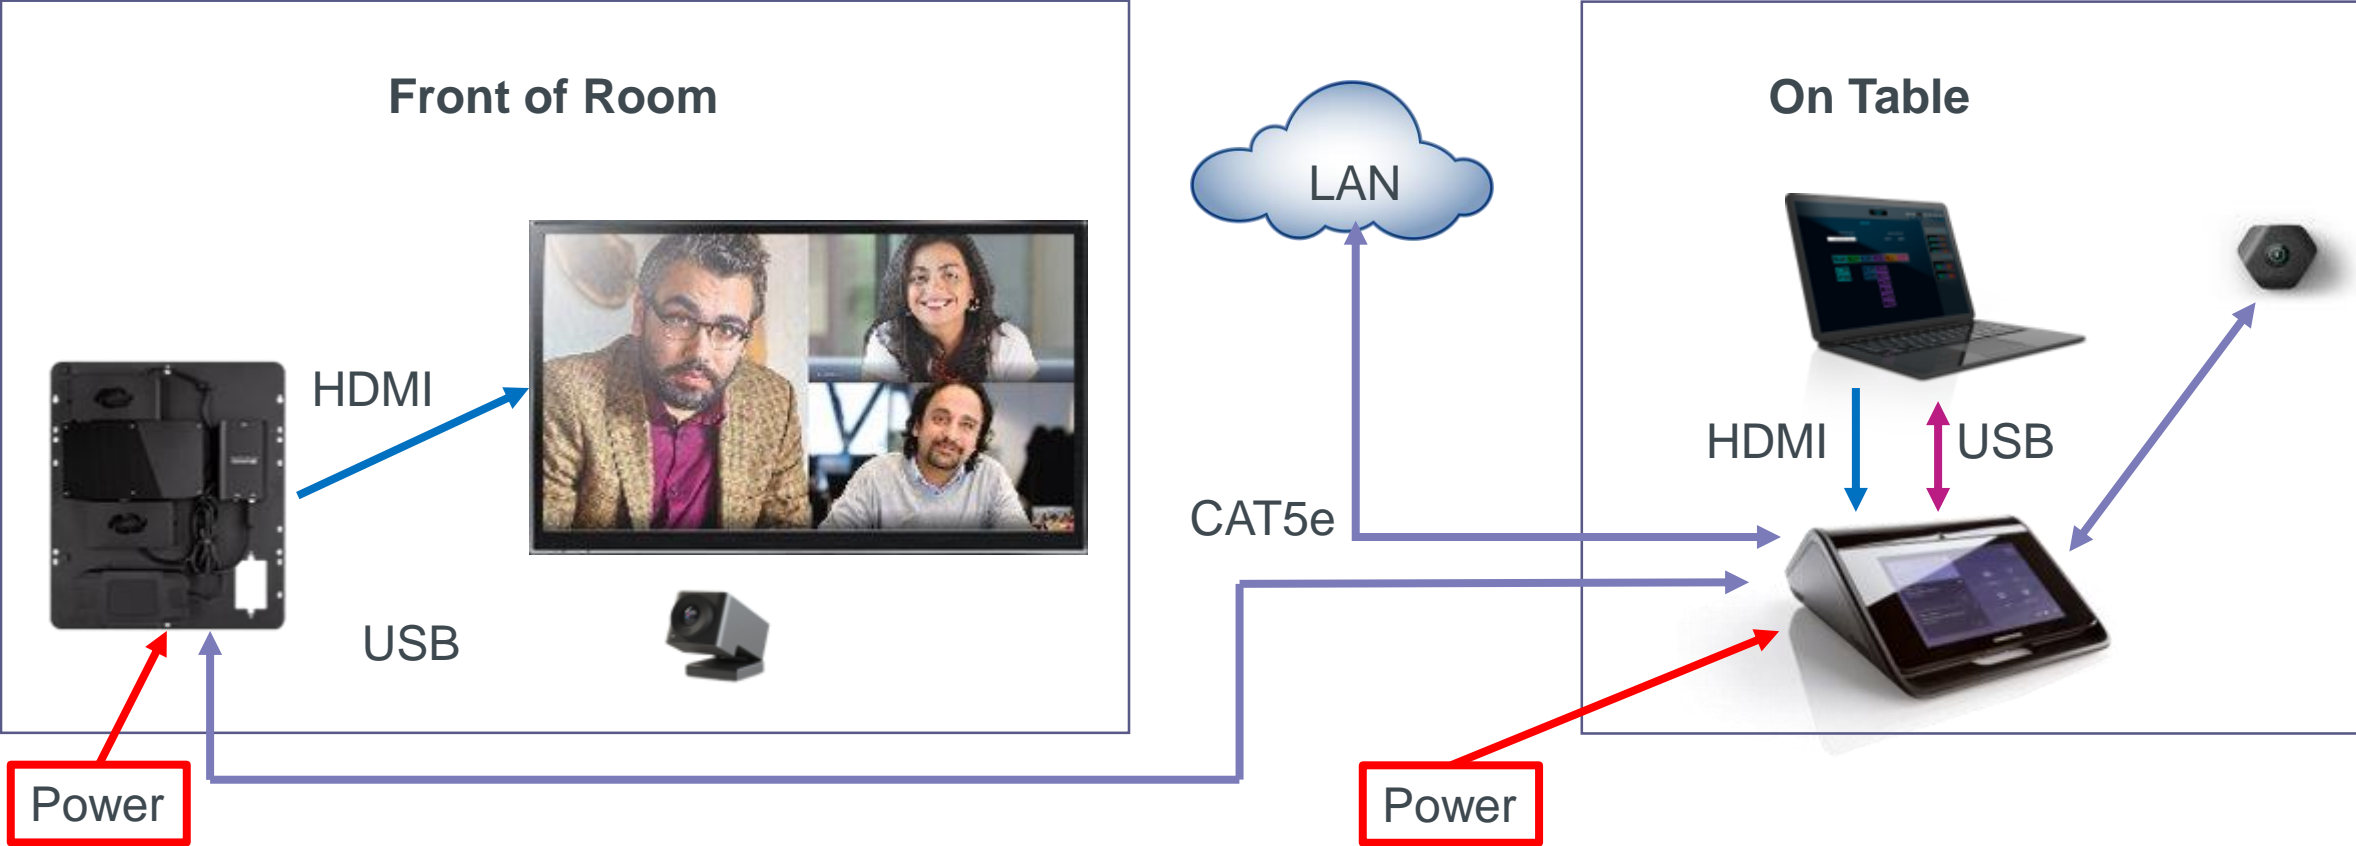 Front of Room
On Table
LAN
HDMI
HDMI
USB
CAT5e
USB
Power
Power